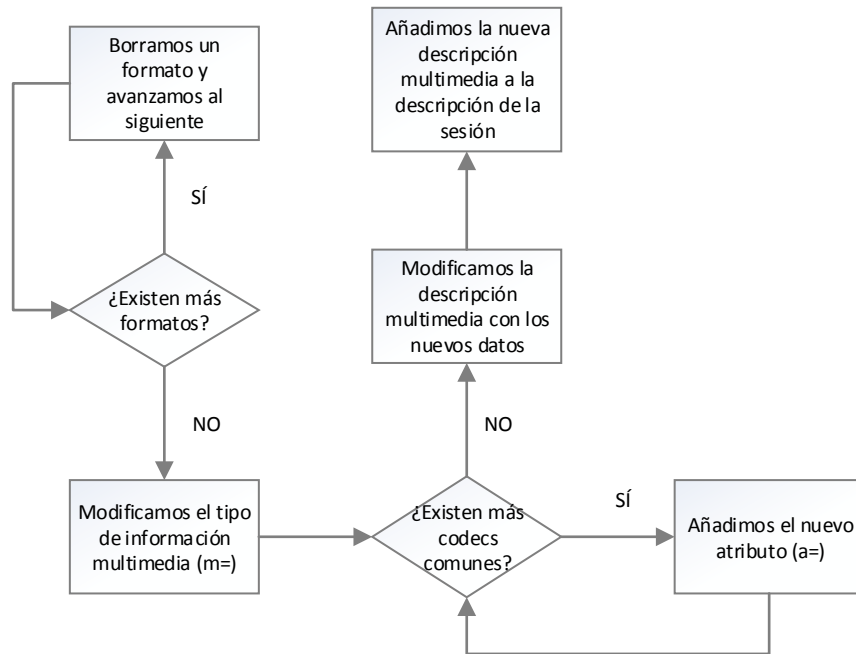 Borramos un
formato y
avanzamos al
siguiente
SÍ
¿Existen más
formatos?
NO
Modificamos el tipo
de información
multimedia (m=)
Añadimos la nueva
descripción
multimedia a la
descripción de la
sesión
Modificamos la
descripción
multimedia con los
nuevos datos
NO
¿Existen más
codecs
comunes?
SÍ
Añadimos el nuevo
atributo (a=)